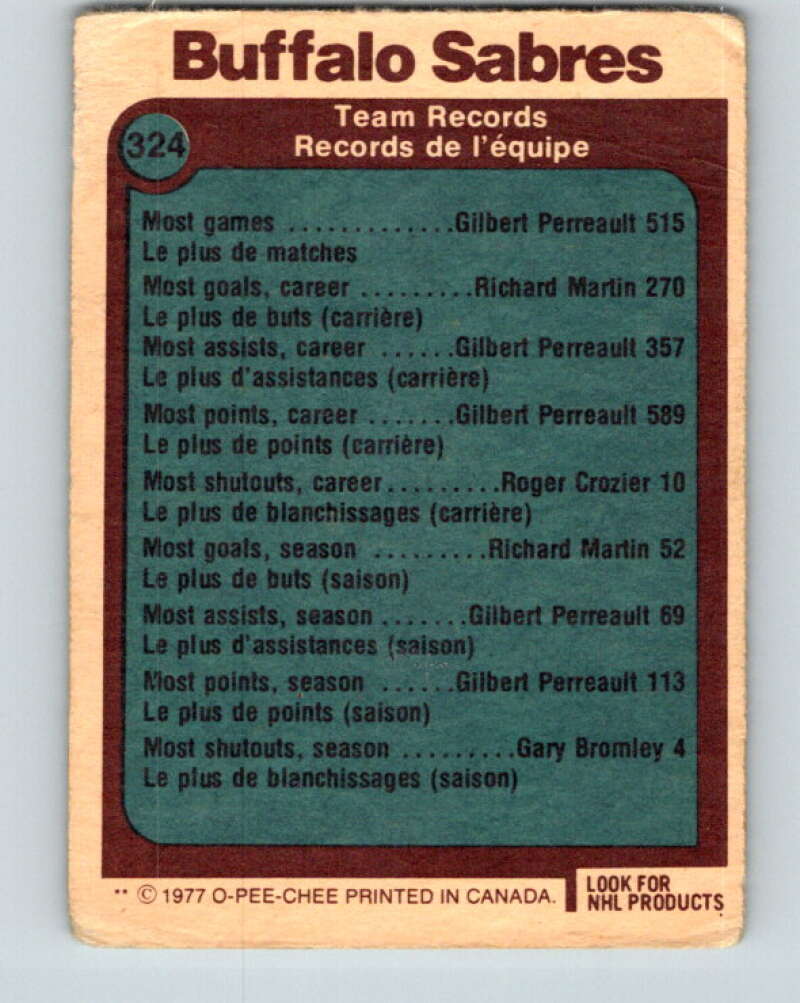 Buffalo Sabres
324
Team Records
Records de l'équipe
Most games .............Gilbert Perreault 515
Le plus de matches
Most goals, career .........Richard Martin 270
Le plus de buts (carrière)
Most assists, career ......Gilbert Perreault 357
Le plus d'assistances (carrière)
Most points, career .......Gilbert Perreault 589
Le plus de points (carrière)
Most shutouts, career.........Roger Crozier 10
Le plus de blanchissages (carrière)
Most goals, season .........Richard Martin 52
Le plus de buts (saison)
Most assists, season .......Gilbert Perreault 69
Le plus d'assistances (saison)
Most points, season ......Gilbert Perreault 113
Le plus de points (saison)
Most shutouts, season .........Gary Bromley 4
Le plus de blanchissages (saison)
** © 1977 O-PEE-CHEE PRINTED IN CANADA.
LOOK FOR
NHL PRODUCTS